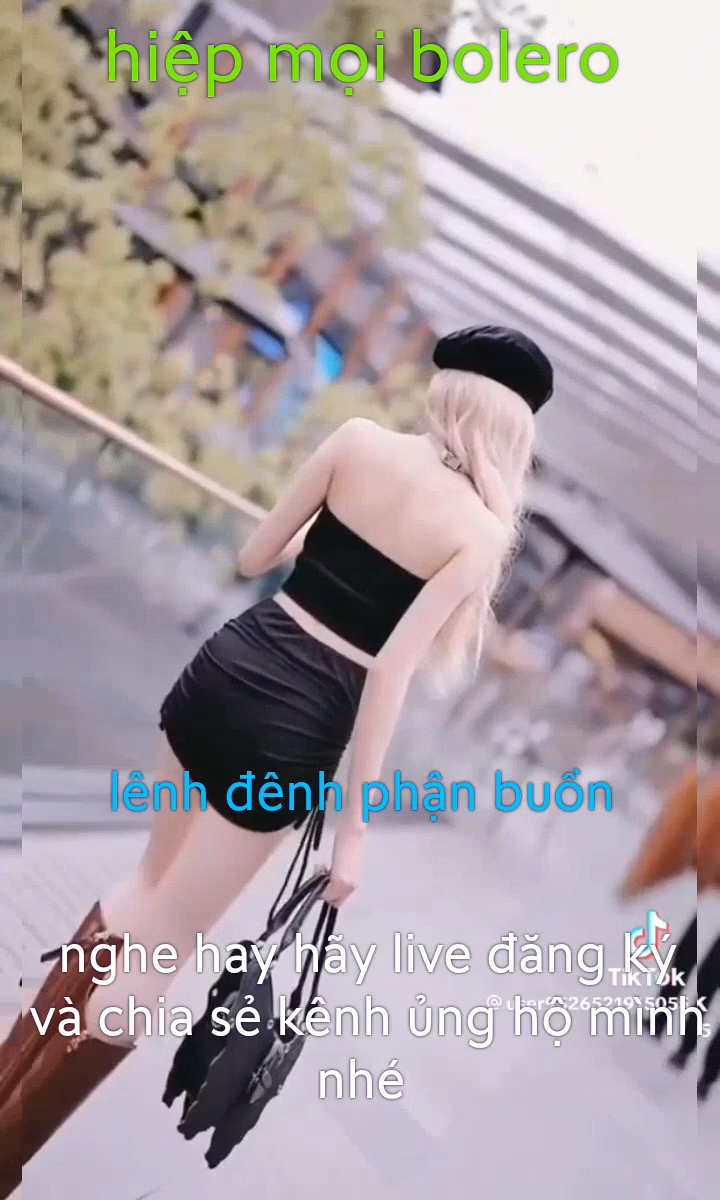 hiệp mọi bolero
lênh đênh phận buồn
nghe hay hãy live đăng ký
TikTok
và chia sẻ kênh ủng hộ mình
nhé